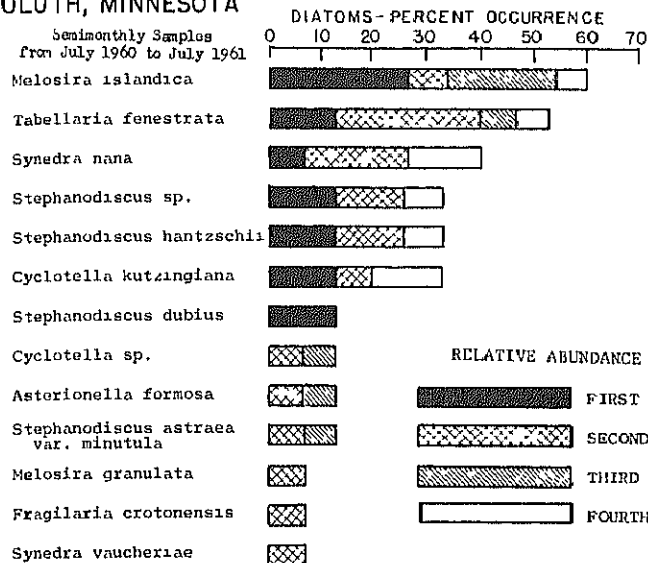 DIATOMS-PERCENT OCCURRENCE
Semimonthly Samples
from July 1960 to July 1961
0 10 20 30 40 50 60 70
Melosira islandica
Tabellaria fenestrata
Synedra nana
Stephanodiscus sp.
Stephanodiscus hantzschii
Cyclotella kutzingiana
Stephanodiscus dubius
Cyclotella sp.
RELATIVE ABUNDANCE
Asterionella formosa
FIRST
Stephanodiscus astraea
var. minutula
SECOND
Melosira granulata
THIRD
Fragilaria crotonensis
FOURTH
Synedra vaucheriae